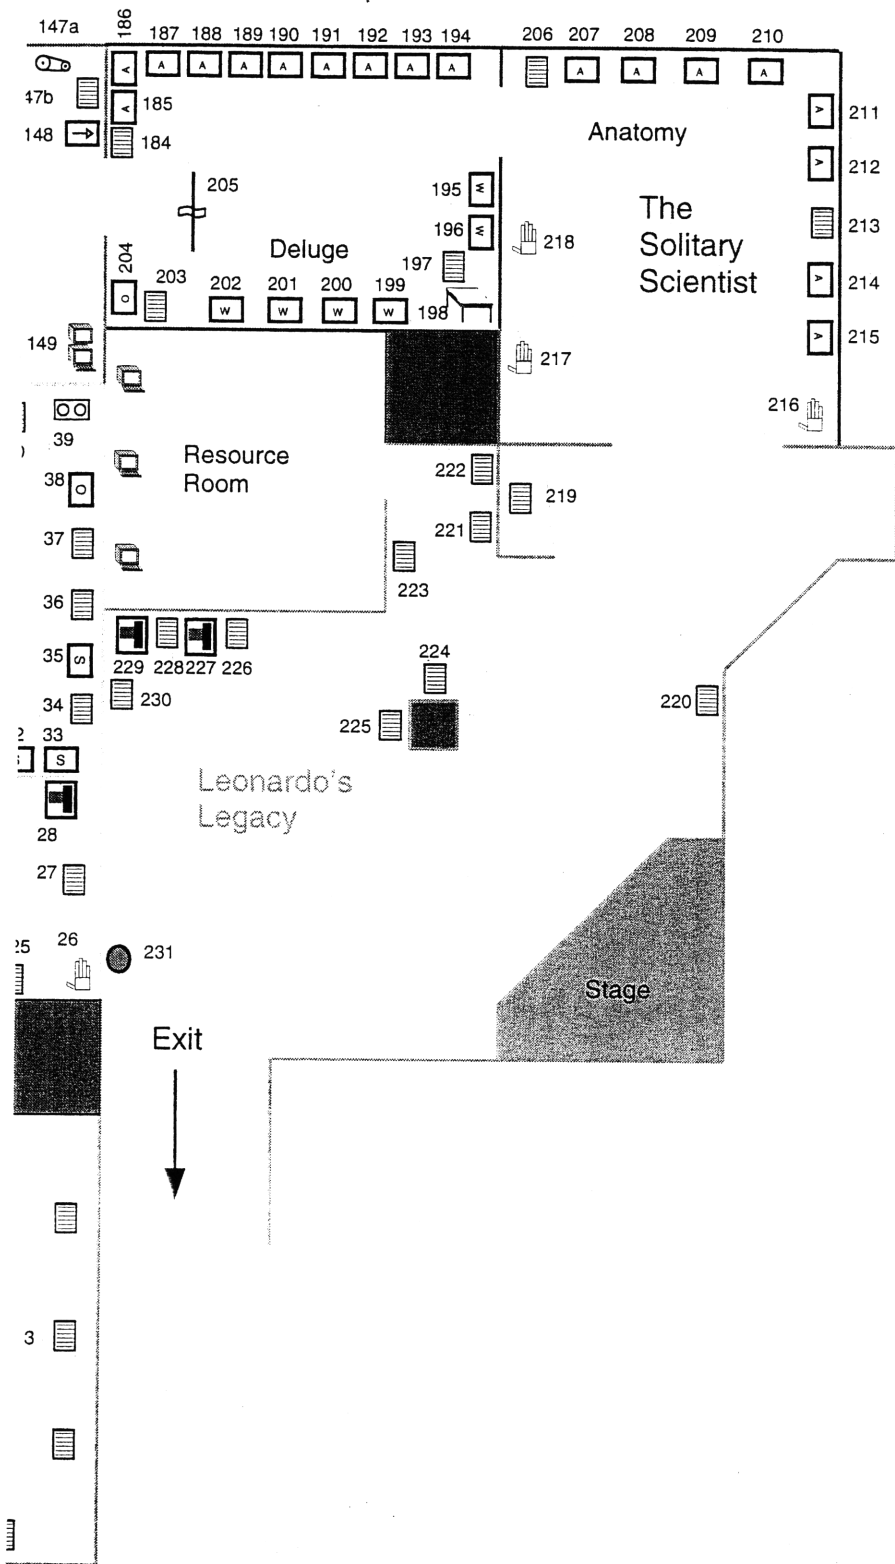 147a
186
187 188 189 190 191 192 193 194
206 207 208 209 210
A A A A A A A A A
A A A A
47b
A 185
148
184
A 211
Anatomy
A 212
205
195 W
The
Solitary
Scientist
213
196 W
218
Deluge
197
204
203
202 201 200 199
198
O
W W W W
A 214
149
217
A 215
216
39
Resource
Room
222
38 O
219
221
37
223
36
35 S
229 228 227 226
224
34
230
220
225
33
S
Leonardo's
Legacy
28
27
25 26
231
Stage
Exit
3